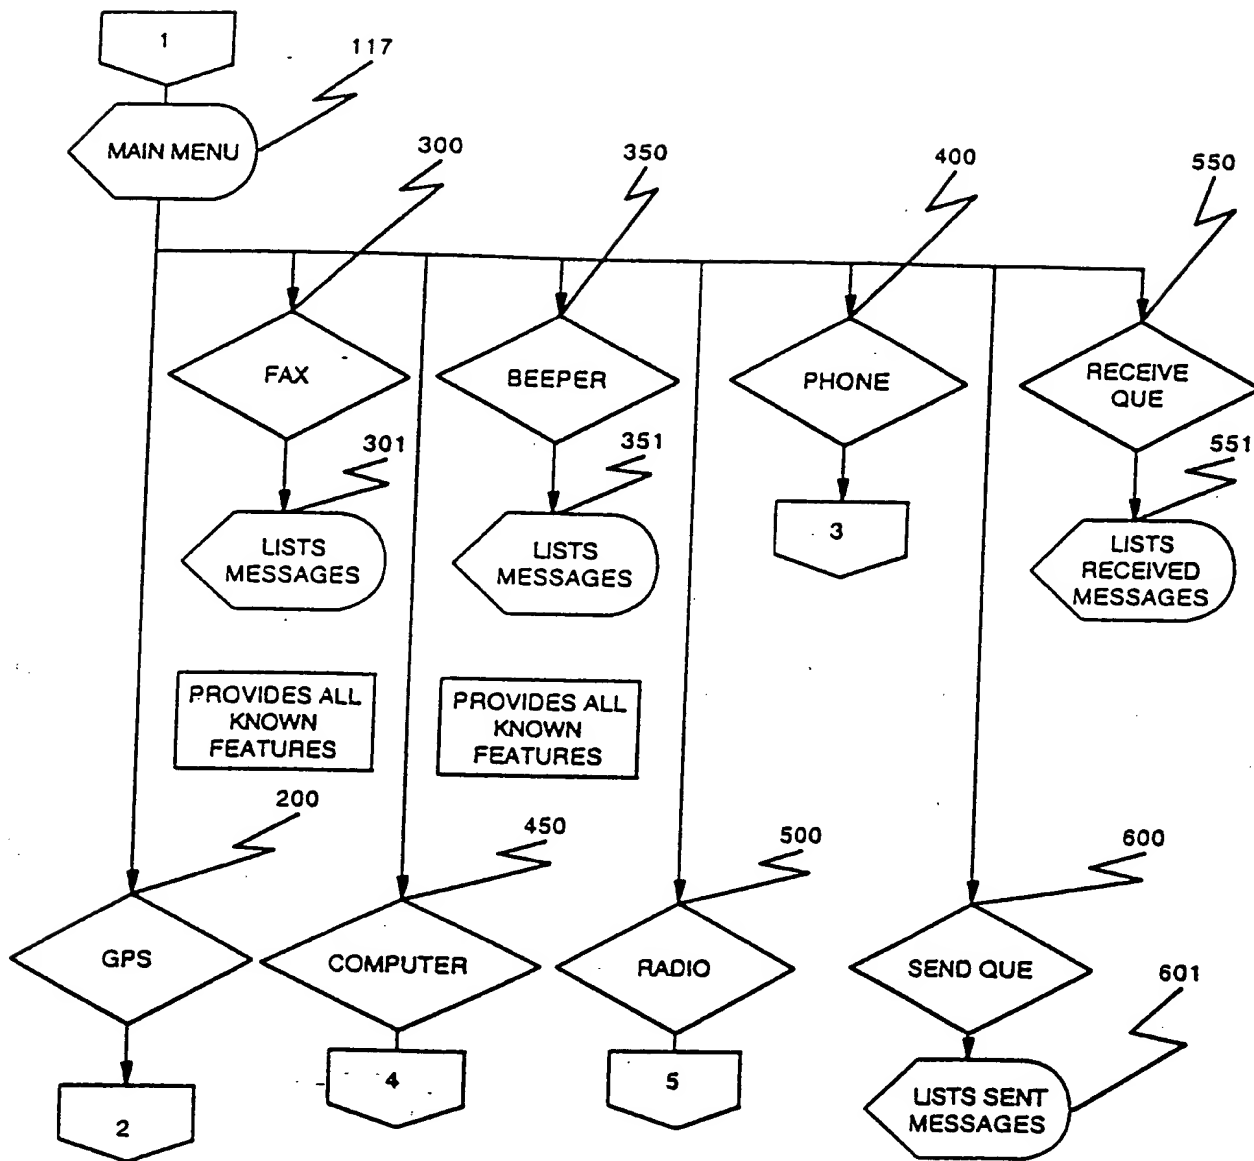 1
117
MAIN MENU
300
350
400
550
FAX
BEEPER
PHONE
RECEIVE
QUE
301
351
551
LISTS
MESSAGES
LISTS
MESSAGES
3
LISTS
RECEIVED
MESSAGES
PROVIDES ALL
KNOWN
FEATURES
PROVIDES ALL
KNOWN
FEATURES
200
450
500
600
GPS
COMPUTER
RADIO
SEND QUE
601
2
4
5
LISTS SENT
MESSAGES